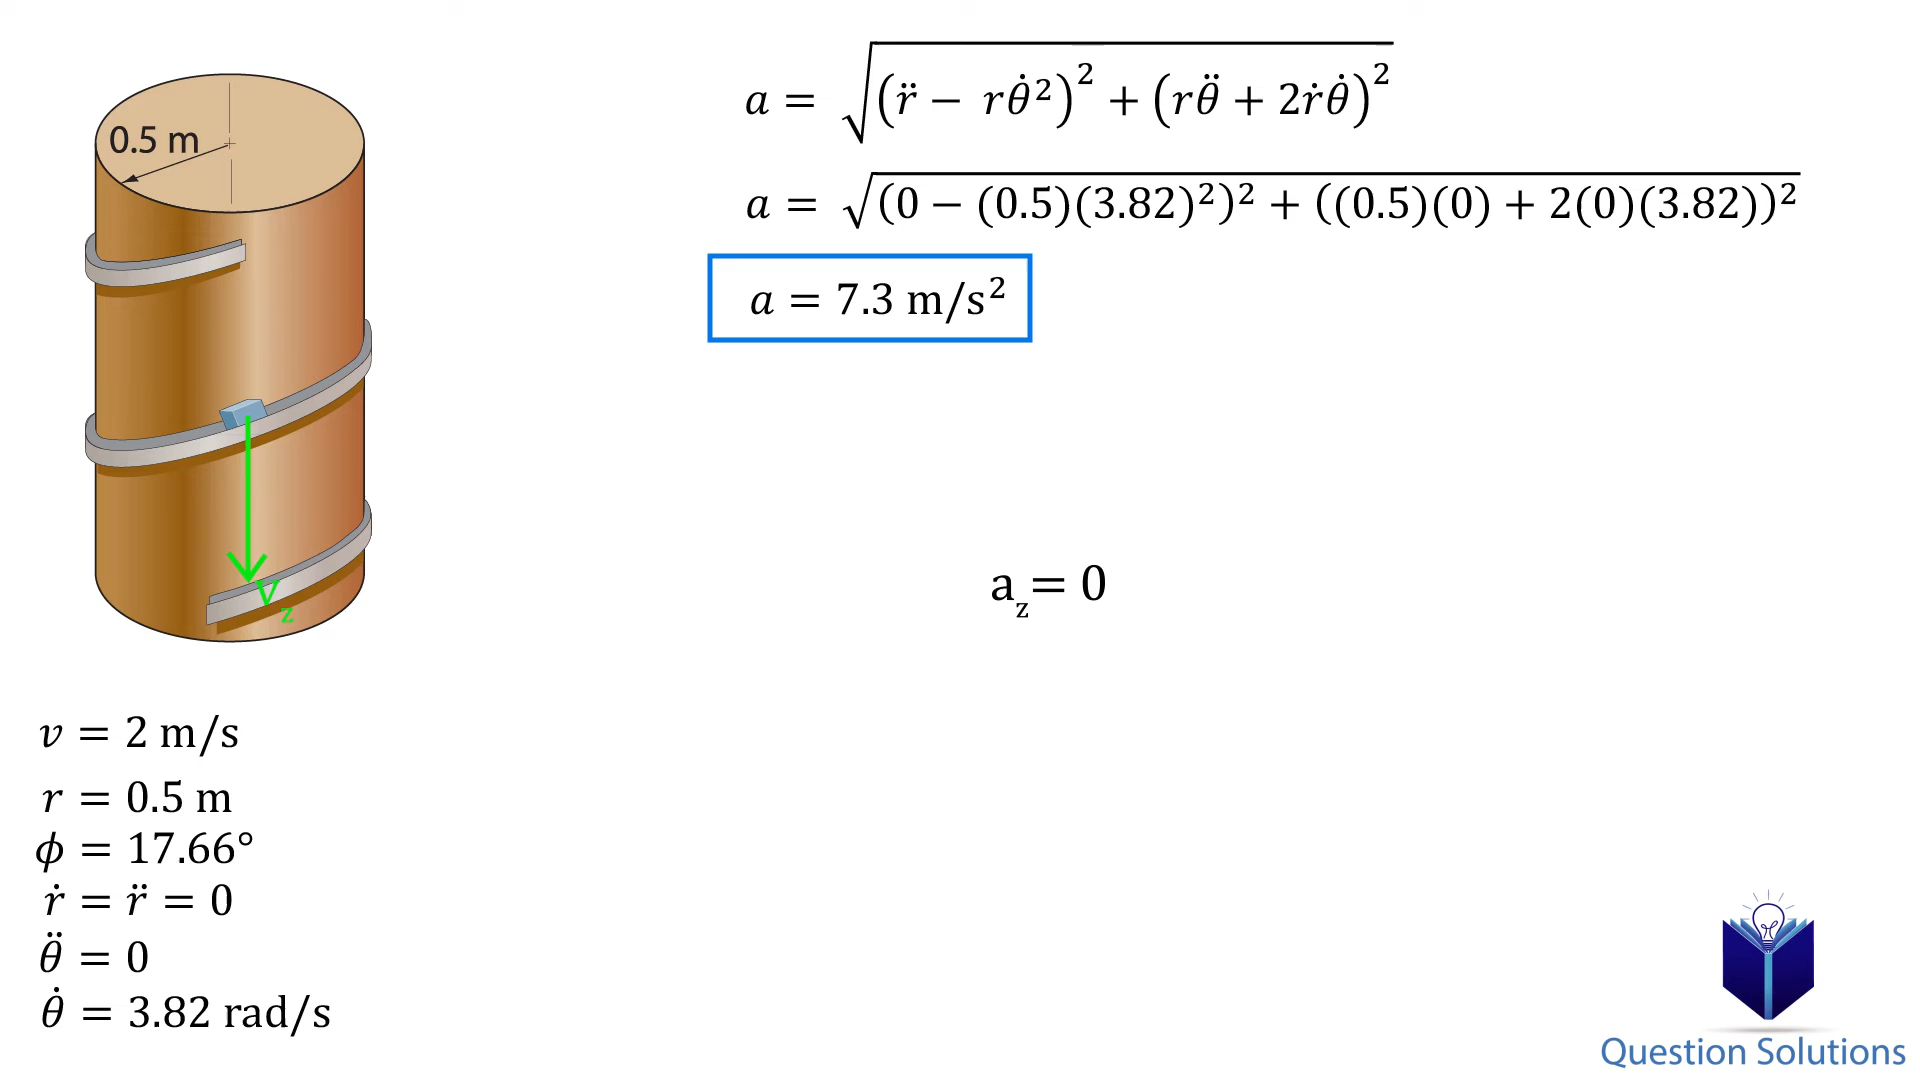 0.5 m
v_z
v = 2 m/s
r = 0.5 m
ϕ = 17.66°
ṙ = r̈ = 0
θ̈ = 0
θ̇ = 3.82 rad/s
a = √((r̈ − rθ̇²)² + (rθ̈ + 2ṙθ̇)²)
a = √((0 − (0.5)(3.82)²)² + ((0.5)(0) + 2(0)(3.82))²)
a = 7.3 m/s²
a_z = 0
Question Solutions